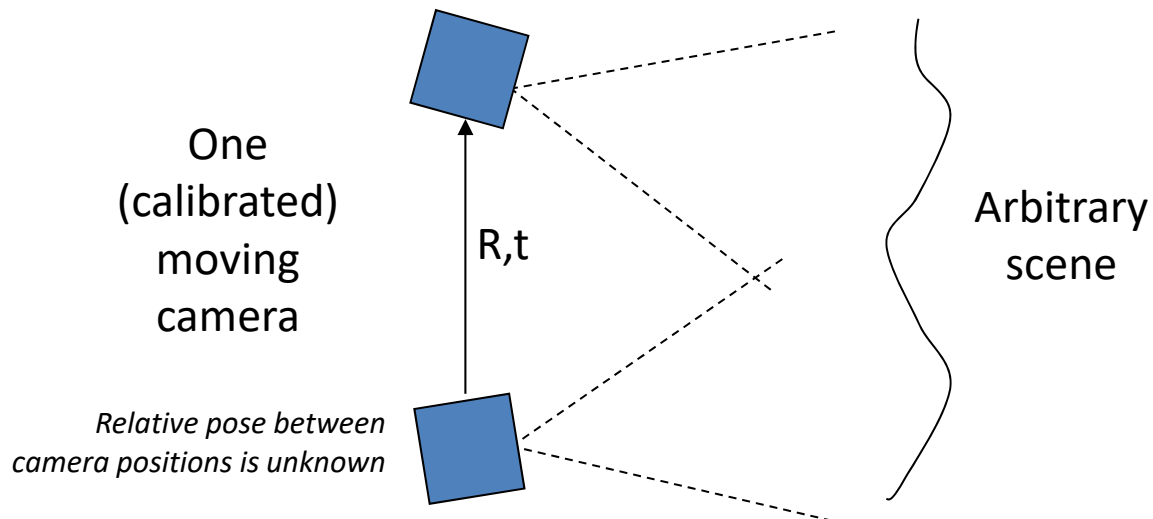 One
(calibrated)
moving
camera
R,t
Arbitrary
scene
Relative pose between
camera positions is unknown